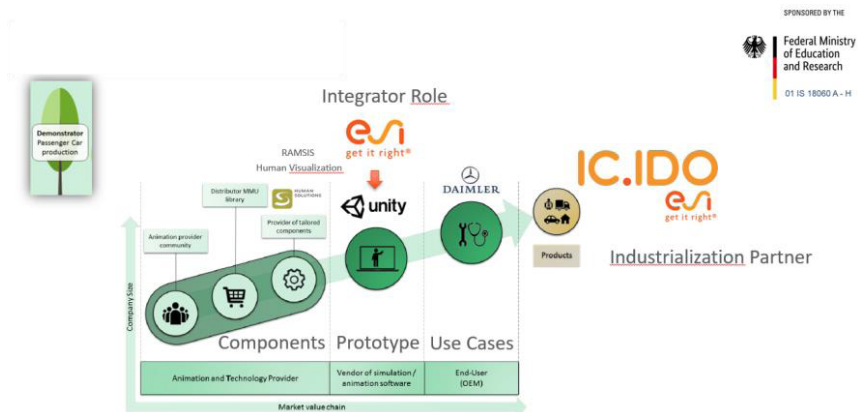 SPONSORED BY THE
Federal Ministry
of Education
and Research
01 IS 18060 A - H
Demonstrator
Passenger Car
production
Integrator Role
esi
get it right®
RAMSIS
Human Visualization
HUMAN
SOLUTIONS
Distributor MMU
library
Animation provider
community
Provider of tailored
components
unity
DAIMLER
IC.IDO
esi
get it right®
Products
Industrialization Partner
Company Size
Components
Prototype
Use Cases
Animation and Technology Provider
Vendor of simulation /
animation software
End-User
(OEM)
Market value chain